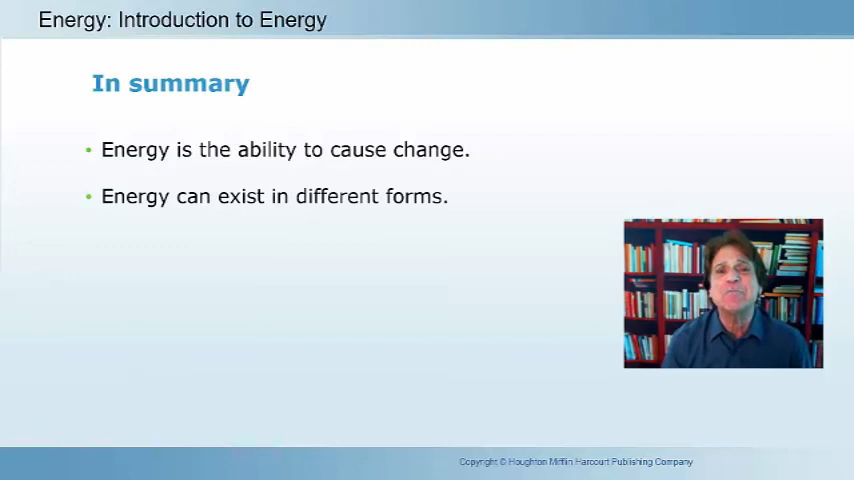 Energy: Introduction to Energy
In summary
• Energy is the ability to cause change.
• Energy can exist in different forms.
Copyright © Houghton Mifflin Harcourt Publishing Company